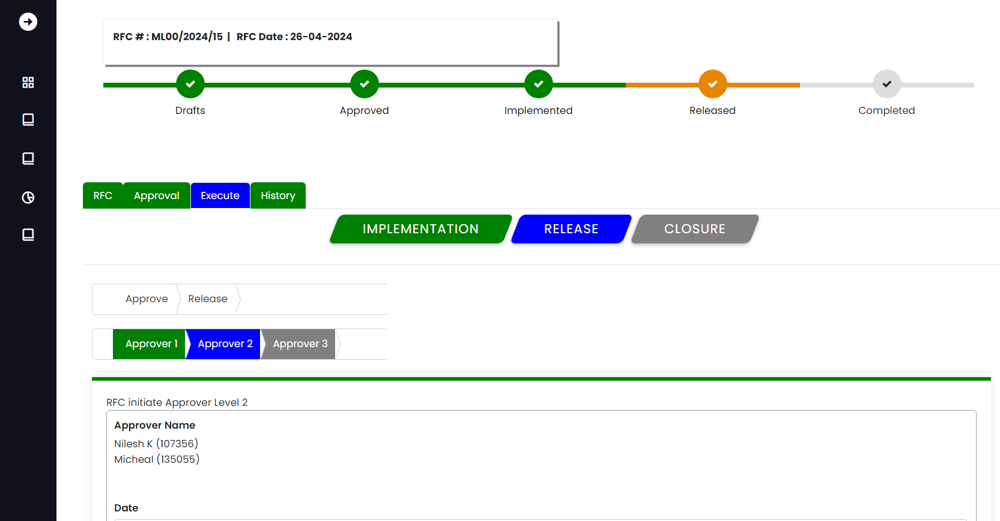 RFC # : ML00/2024/15 | RFC Date : 26-04-2024
Drafts Approved Implemented Released Completed
RFC Approval Execute History
IMPLEMENTATION RELEASE CLOSURE
Approve Release
Approver 1 Approver 2 Approver 3
RFC initiate Approver Level 2
Approver Name
Nilesh K (107356)
Micheal (135055)
Date